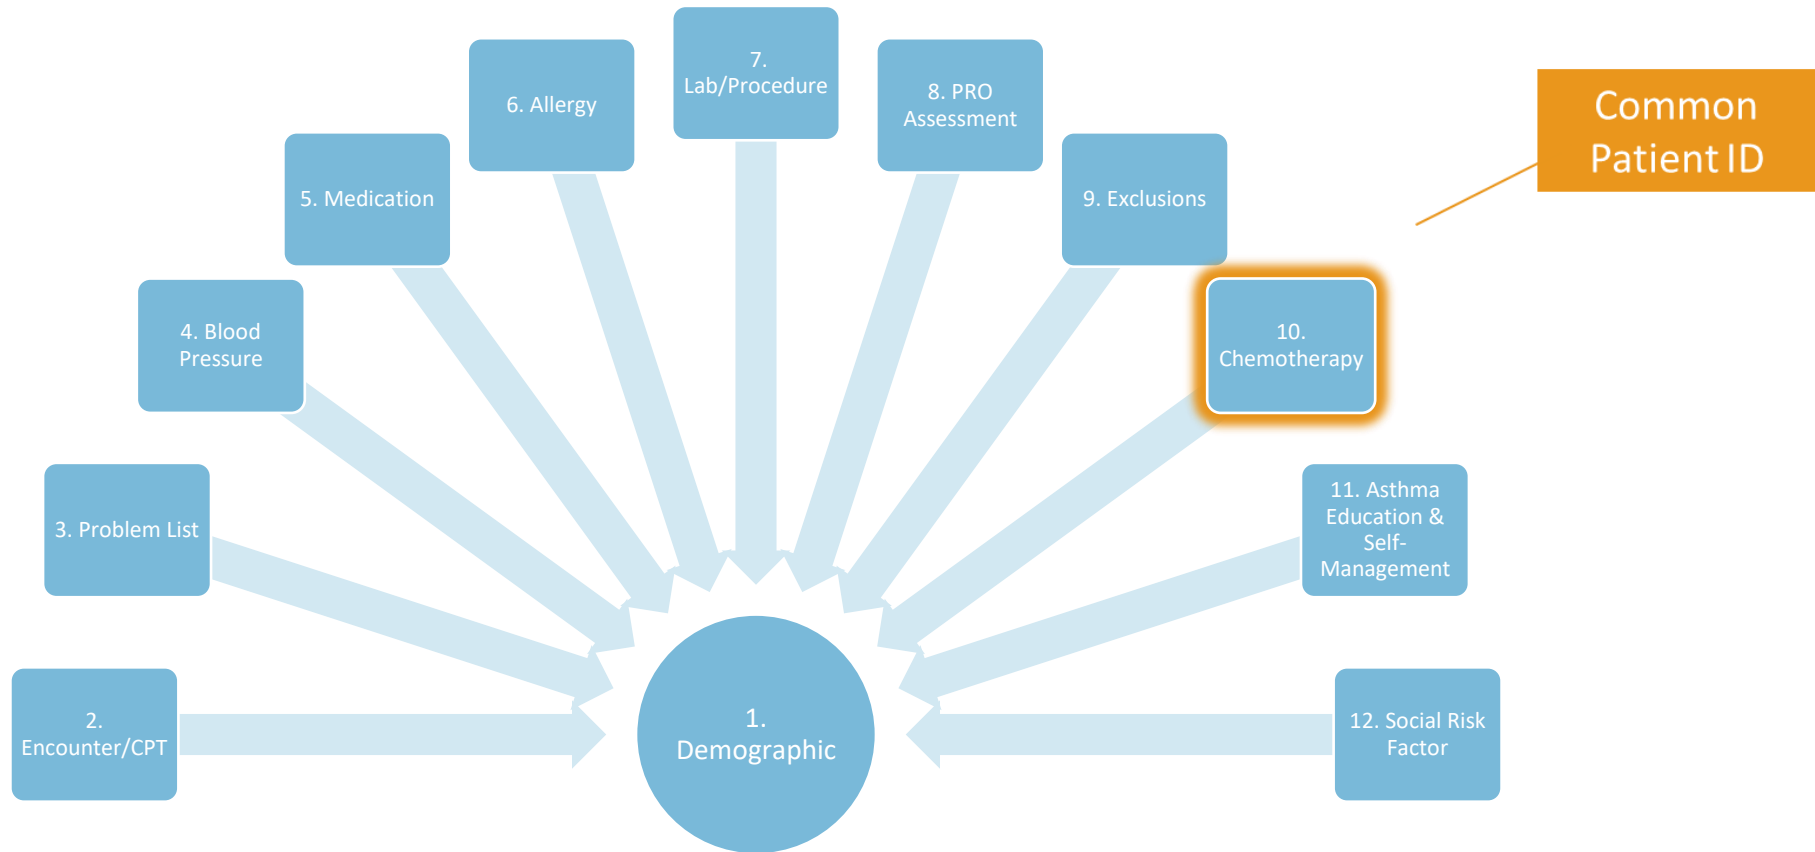 7.
Lab/Procedure
6. Allergy
8. PRO
Assessment
Common
Patient ID
5. Medication
9. Exclusions
4. Blood
Pressure
10.
Chemotherapy
3. Problem List
11. Asthma
Education &
Self-
Management
2.
Encounter/CPT
1.
Demographic
12. Social Risk
Factor